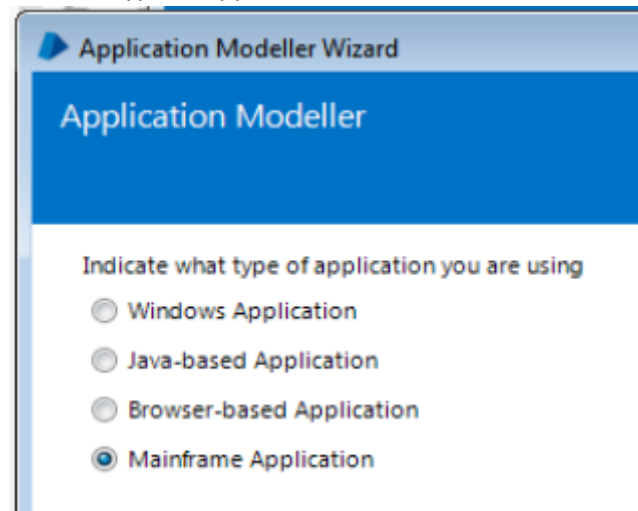 Application Modeller Wizard
Application Modeller
Indicate what type of application you are using
Windows Application
Java-based Application
Browser-based Application
Mainframe Application